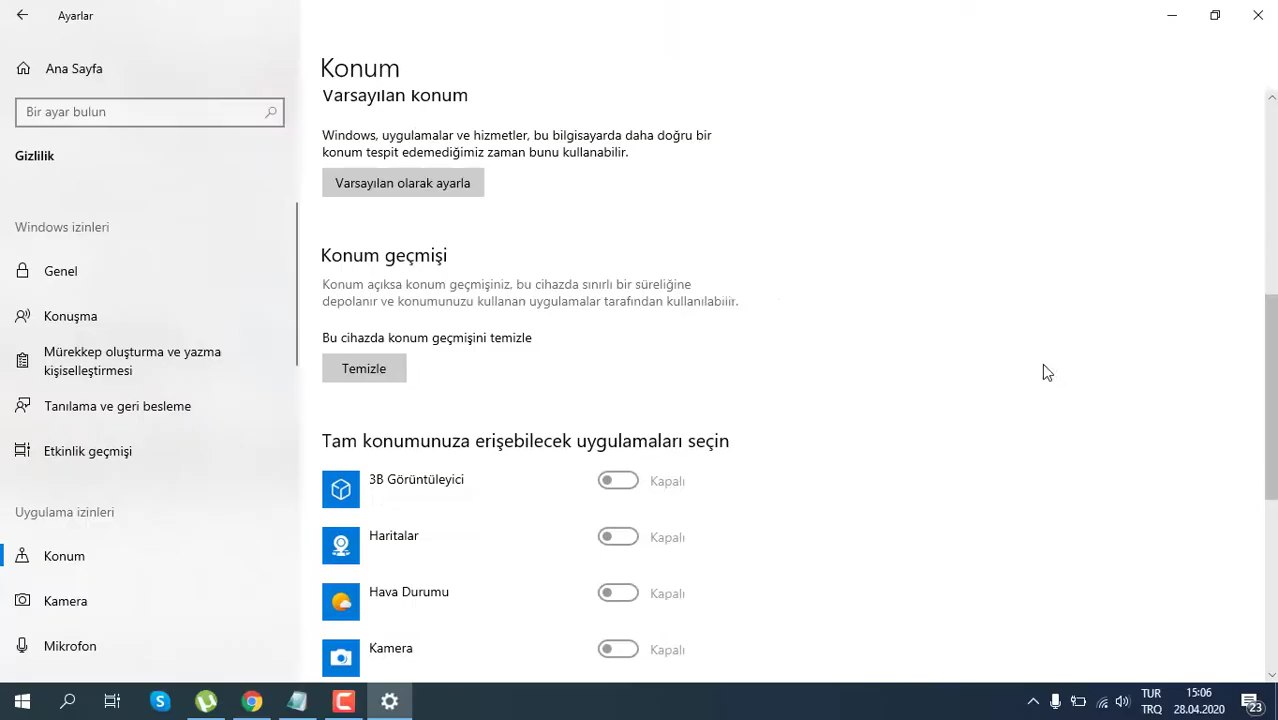 Ayarlar
Ana Sayfa
Bir ayar bulun
Gizlilik
Windows izinleri
Genel
Konuşma
Mürekkep oluşturma ve yazma
kişiselleştirmesi
Tanılama ve geri besleme
Etkinlik geçmişi
Uygulama izinleri
Konum
Kamera
Mikrofon
Konum
Varsayılan konum
Windows, uygulamalar ve hizmetler, bu bilgisayarda daha doğru bir
konum tespit edemediğimiz zaman bunu kullanabilir.
Varsayılan olarak ayarla
Konum geçmişi
Konum açıksa konum geçmişiniz, bu cihazda sınırlı bir süreliğine
depolanır ve konumunuzu kullanan uygulamalar tarafından kullanılabilir.
Bu cihazda konum geçmişini temizle
Temizle
Tam konumunuza erişebilecek uygulamaları seçin
3B Görüntüleyici
Kapalı
Haritalar
Kapalı
Hava Durumu
Kapalı
Kamera
Kapalı
TUR
TRQ
15:06
28.04.2020
23